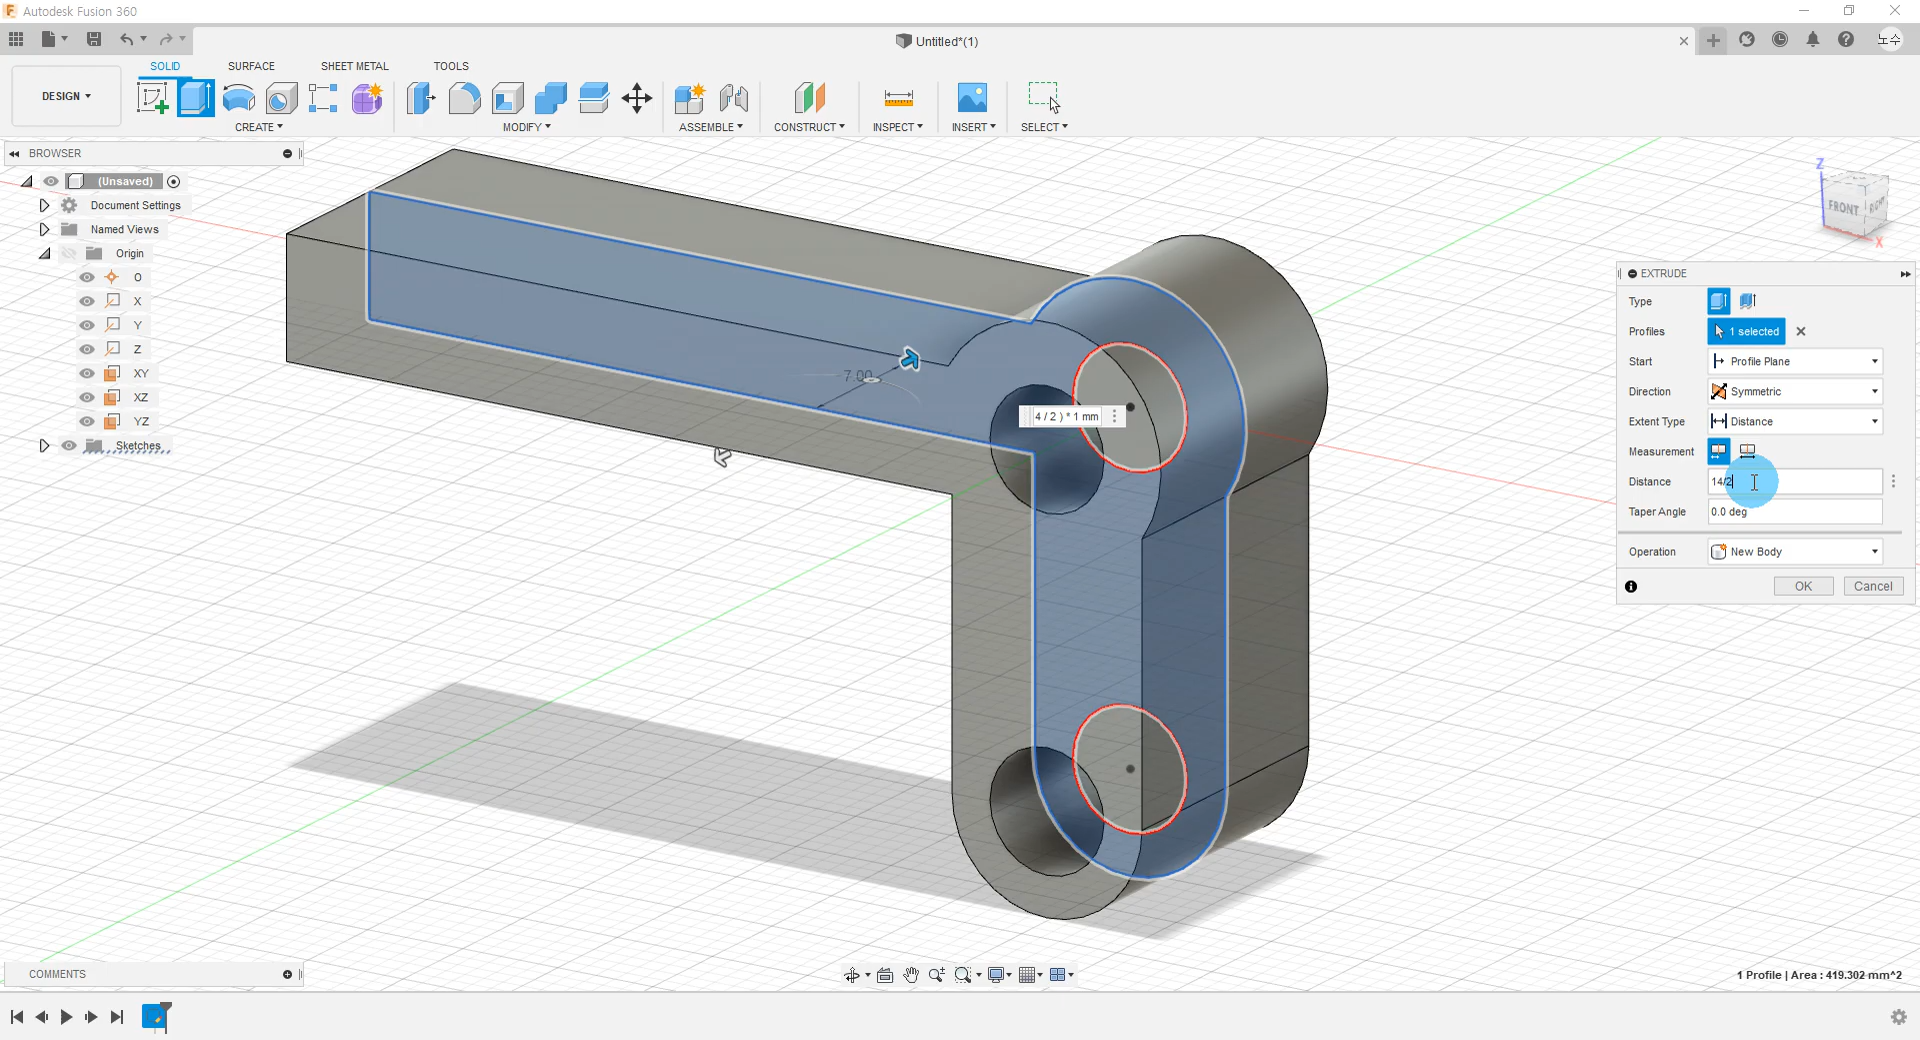 Autodesk Fusion 360
Untitled*(1)
노수
DESIGN
SOLID
SURFACE
SHEET METAL
TOOLS
CREATE
MODIFY
ASSEMBLE
CONSTRUCT
INSPECT
INSERT
SELECT
BROWSER
(Unsaved)
Document Settings
Named Views
Origin
O
X
Y
Z
XY
XZ
YZ
Sketches
7.00
4 / 2 ) * 1 mm
Z
FRONT
RIGHT
X
EXTRUDE
Type
Profiles
1 selected
Start
Profile Plane
Direction
Symmetric
Extent Type
Distance
Measurement
Distance
14/2
Taper Angle
0.0 deg
Operation
New Body
OK
Cancel
COMMENTS
1 Profile | Area : 419.302 mm^2